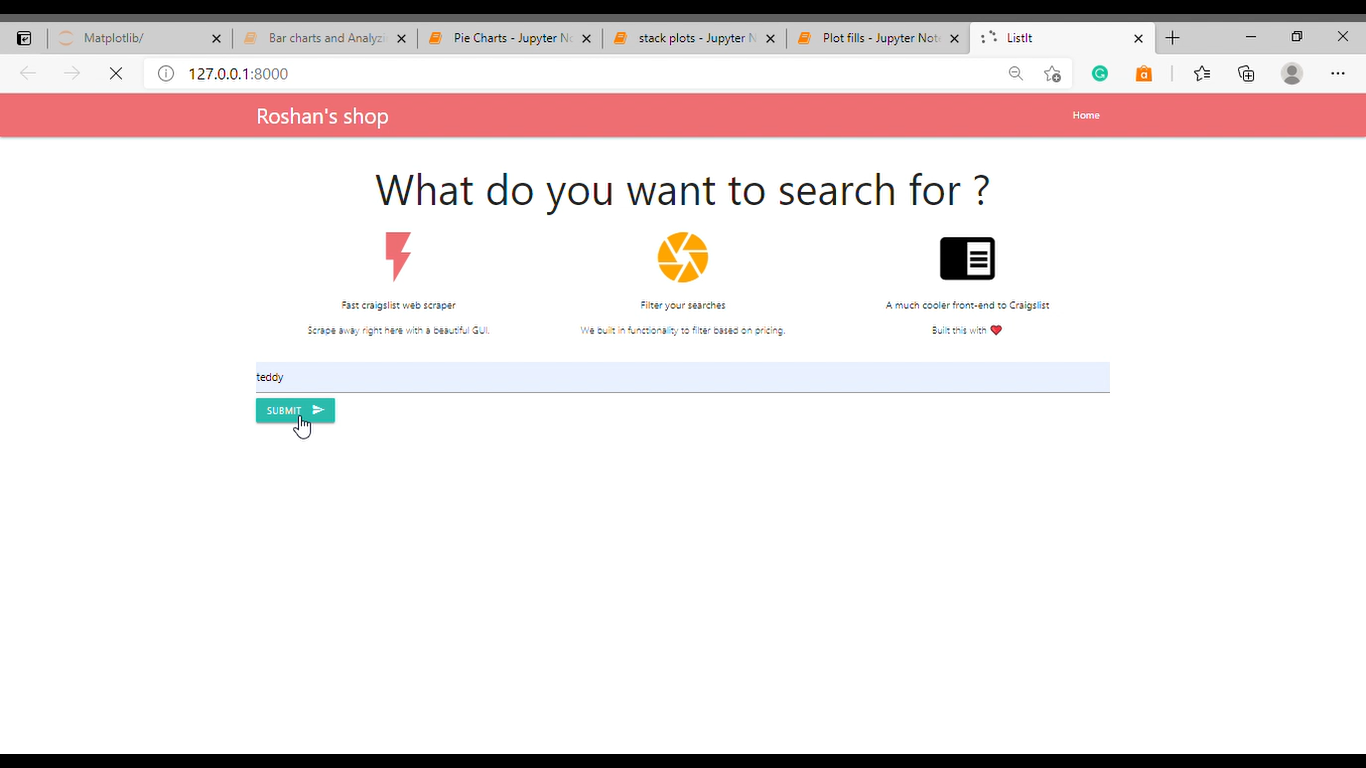 Matplotlib/
Bar charts and Analyzi
Pie Charts - Jupyter No
stack plots - Jupyter N
Plot fills - Jupyter Note
ListIt
127.0.0.1:8000
Roshan's shop
Home
What do you want to search for ?
Fast craigslist web scraper
Filter your searches
A much cooler front-end to Craigslist
Scrape away right here with a beautiful GUI.
We built in functionality to filter based on pricing.
Built this with ❤
teddy
SUBMIT